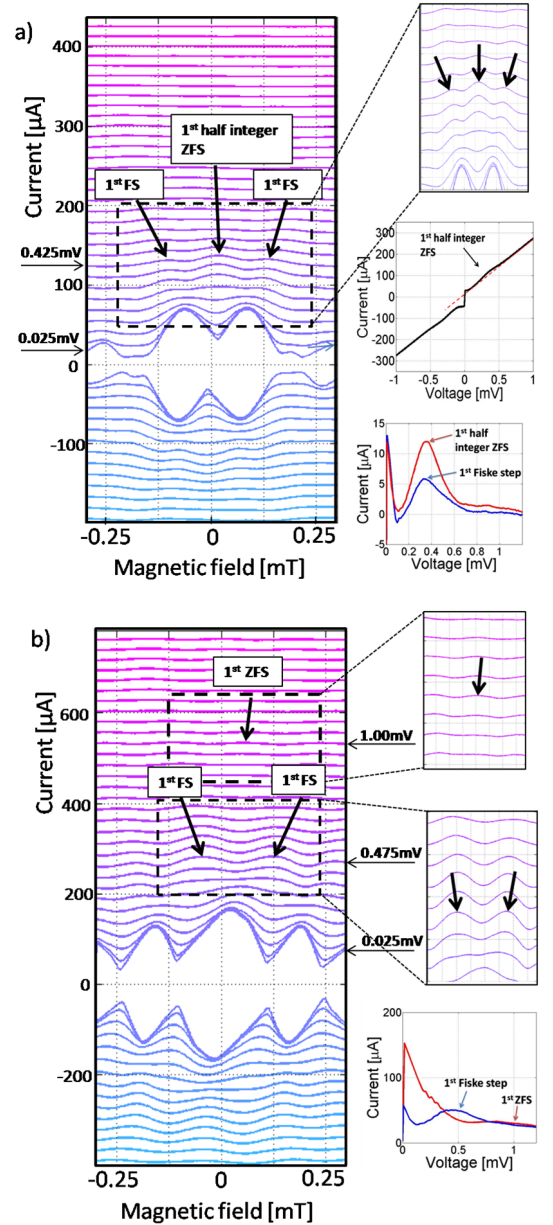 a)
Current [µA]
400
300
200
100
0
-100
0.425mV
0.025mV
1st half integer
ZFS
1st FS
1st FS
-0.25
0
0.25
Magnetic field [mT]
Current [µA]
300
200
100
0
-100
-200
-300
1st half integer
ZFS
-1
-0.5
0
0.5
1
Voltage [mV]
Current [µA]
15
10
5
0
-5
1st half
integer ZFS
1st Fiske step
0
0.2
0.4
0.6
0.8
1
Voltage [mV]
b)
Current [µA]
600
400
200
0
-200
1st ZFS
1st FS
1st FS
1.00mV
0.475mV
0.025mV
-0.25
0
0.25
Magnetic field [mT]
Current [µA]
200
100
0
1st Fiske step
1st ZFS
0
0.5
1
Voltage [mV]